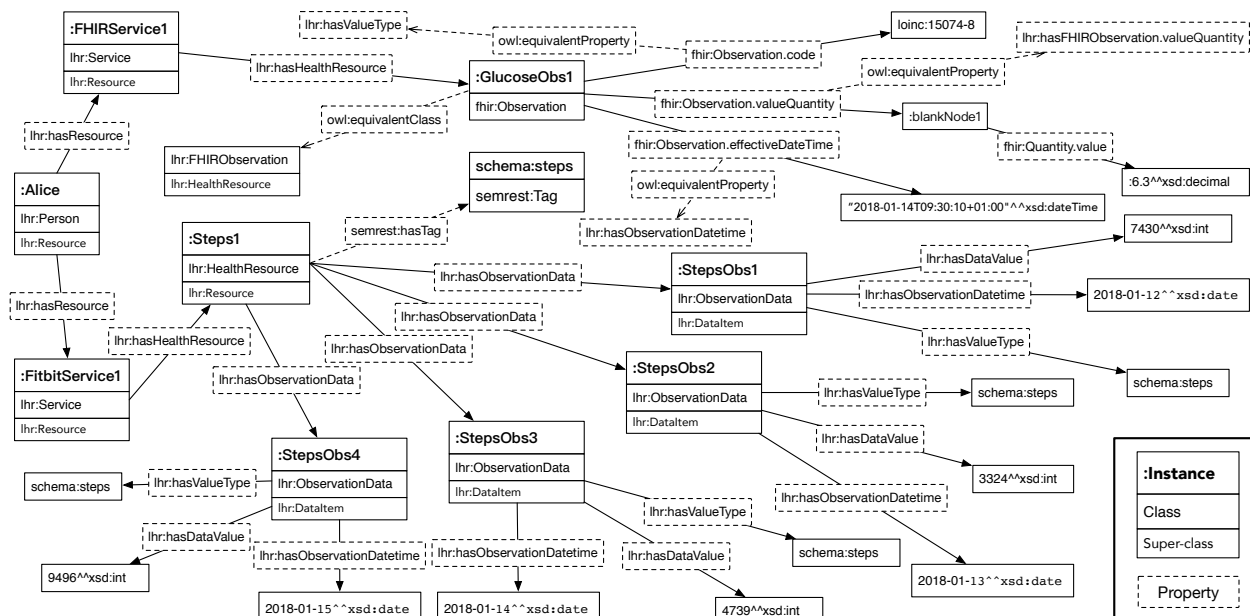 :FHIRService1
lhr:Service
lhr:Resource
lhr:hasValueType
owl:equivalentProperty
loinc:15074-8
lhr:hasFHIRObservation.valueQuantity
lhr:hasHealthResource
fhir:Observation.code
owl:equivalentProperty
:GlucoseObs1
fhir:Observation
fhir:Observation.valueQuantity
:blankNode1
lhr:hasResource
owl:equivalentClass
fhir:Observation.effectiveDateTime
fhir:Quantity.value
lhr:FHIRObservation
lhr:HealthResource
schema:steps
semrest:Tag
owl:equivalentProperty
:6.3^^xsd:decimal
:Alice
lhr:Person
lhr:Resource
"2018-01-14T09:30:10+01:00"^^xsd:dateTime
semrest:hasTag
lhr:hasObservationDatetime
7430^^xsd:int
:Steps1
lhr:HealthResource
lhr:Resource
lhr:hasObservationData
:StepsObs1
lhr:ObservationData
lhr:DataItem
lhr:hasDataValue
lhr:hasObservationDatetime
2018-01-12^^xsd:date
lhr:hasResource
lhr:hasObservationData
lhr:hasHealthResource
lhr:hasObservationData
lhr:hasValueType
:FitbitService1
lhr:Service
lhr:Resource
lhr:hasObservationData
:StepsObs2
lhr:ObservationData
lhr:DataItem
lhr:hasValueType
schema:steps
schema:steps
:StepsObs4
lhr:ObservationData
lhr:DataItem
:StepsObs3
lhr:ObservationData
lhr:DataItem
lhr:hasDataValue
3324^^xsd:int
schema:steps
lhr:hasValueType
lhr:hasObservationDatetime
lhr:hasValueType
lhr:hasDataValue
lhr:hasObservationDatetime
lhr:hasObservationDatetime
lhr:hasDataValue
schema:steps
9496^^xsd:int
2018-01-15^^xsd:date
2018-01-14^^xsd:date
4739^^xsd:int
2018-01-13^^xsd:date
:Instance
Class
Super-class
Property